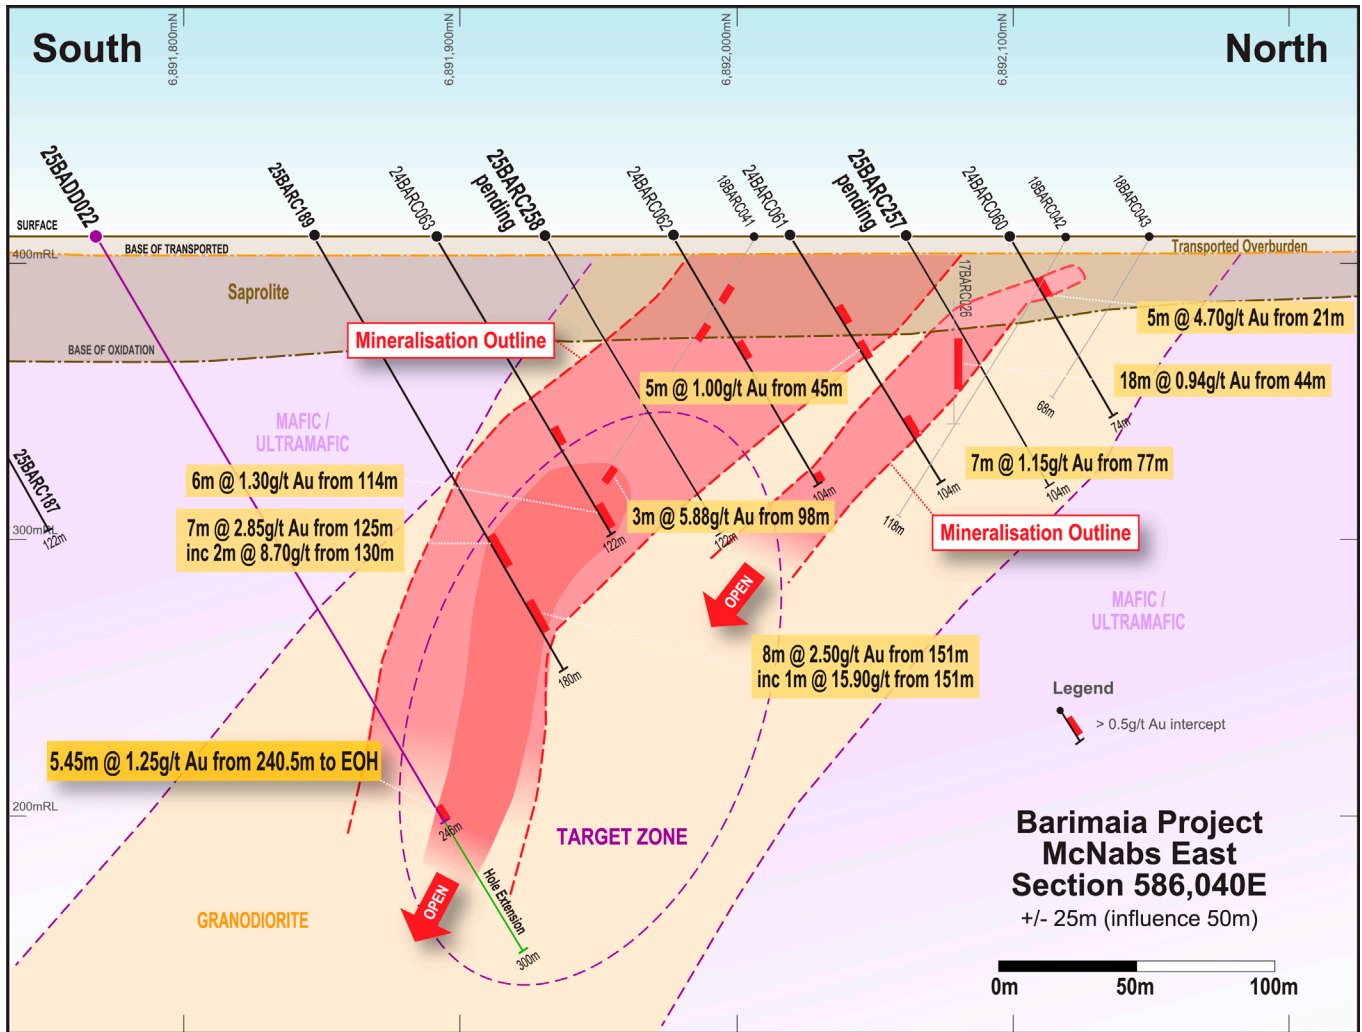 6,891,800mN
6,891,900mN
6,892,000mN
6,892,100mN
South
North
25BADD022
25BARC189
24BARC063
25BARC258
pending
24BARC062
18BARC041
24BARC061
25BARC257
pending
24BARC060
18BARC042
18BARC043
SURFACE
BASE OF TRANSPORTED
Transported Overburden
400mRL
Saprolite
17BARC026
5m @ 4.70g/t Au from 21m
Mineralisation Outline
BASE OF OXIDATION
5m @ 1.00g/t Au from 45m
18m @ 0.94g/t Au from 44m
68m
74m
MAFIC /
ULTRAMAFIC
25BARC187
122m
6m @ 1.30g/t Au from 114m
7m @ 1.15g/t Au from 77m
104m
104m
104m
118m
3m @ 5.88g/t Au from 98m
7m @ 2.85g/t Au from 125m
inc 2m @ 8.70g/t from 130m
300mRL
122m
122m
Mineralisation Outline
OPEN
MAFIC /
ULTRAMAFIC
8m @ 2.50g/t Au from 151m
inc 1m @ 15.90g/t from 151m
180m
Legend
> 0.5g/t Au intercept
5.45m @ 1.25g/t Au from 240.5m to EOH
200mRL
246m
TARGET ZONE
Barimaia Project
McNabs East
Section 586,040E
+/- 25m (influence 50m)
OPEN
Hole Extension
300m
GRANODIORITE
0m
50m
100m